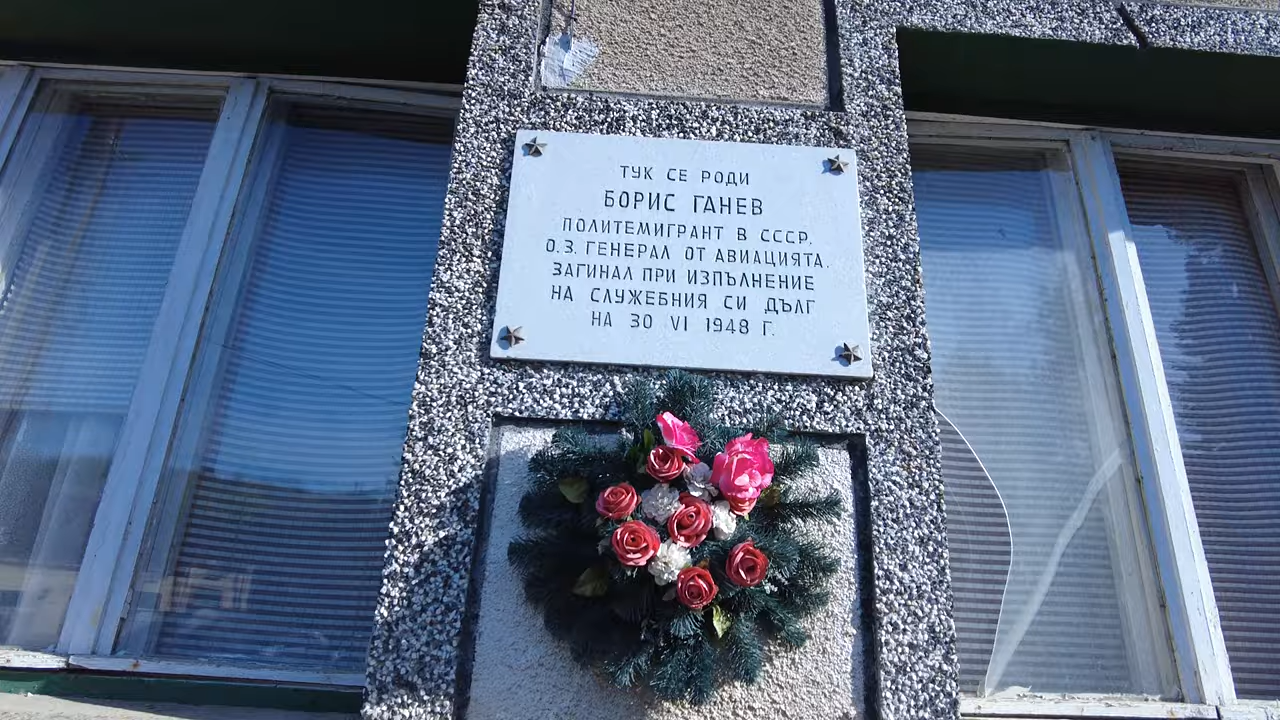 ТУК СЕ РОДИ
БОРИС ГАНЕВ
ПОЛИТЕМИГРАНТ В СССР,
О.З. ГЕНЕРАЛ ОТ АВИАЦИЯТА.
ЗАГИНАЛ ПРИ ИЗПЪЛНЕНИЕ
НА СЛУЖЕБНИЯ СИ ДЪЛГ
НА 30 VI 1948 Г.